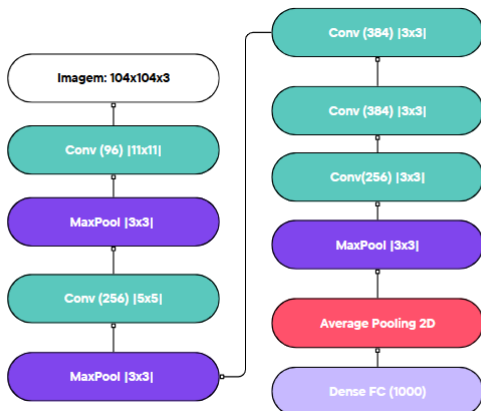 Imagem: 104x104x3
Conv (96) |11x11|
MaxPool |3x3|
Conv (256) |5x5|
MaxPool |3x3|
Conv (384) |3x3|
Conv (384) |3x3|
Conv(256) |3x3|
MaxPool |3x3|
Average Pooling 2D
Dense FC (1000)